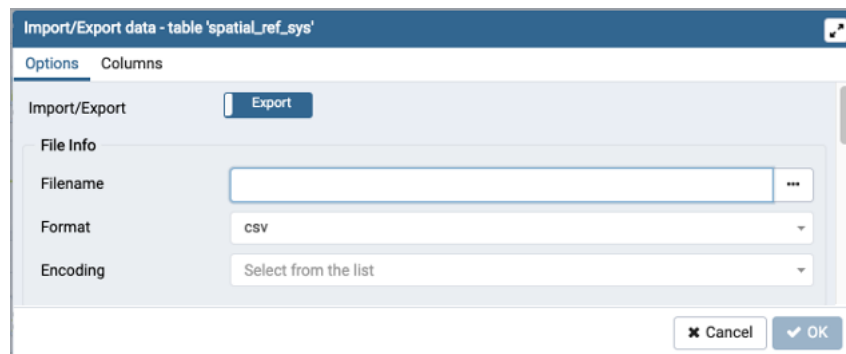 Import/Export data - table 'spatial_ref_sys'
Options Columns
Import/Export Export
File Info
Filename ...
Format csv
Encoding Select from the list
Cancel OK